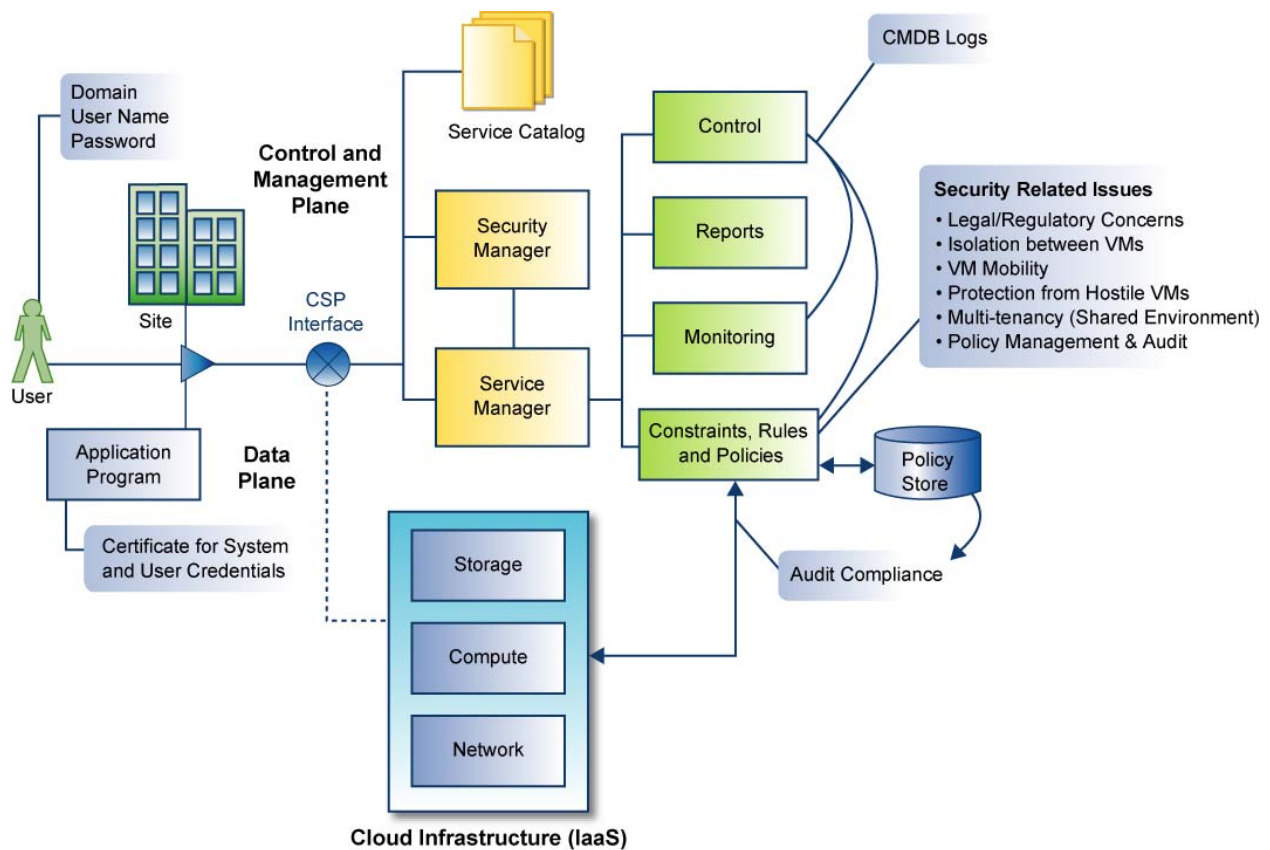 Domain
User Name
Password
Site
User
Application
Program
Certificate for System
and User Credentials
Control and
Management
Plane
CSP
Interface
Data
Plane
Service Catalog
Security
Manager
Service
Manager
Control
Reports
Monitoring
Constraints, Rules
and Policies
CMDB Logs
Security Related Issues
• Legal/Regulatory Concerns
• Isolation between VMs
• VM Mobility
• Protection from Hostile VMs
• Multi-tenancy (Shared Environment)
• Policy Management & Audit
Policy
Store
Audit Compliance
Storage
Compute
Network
Cloud Infrastructure (IaaS)